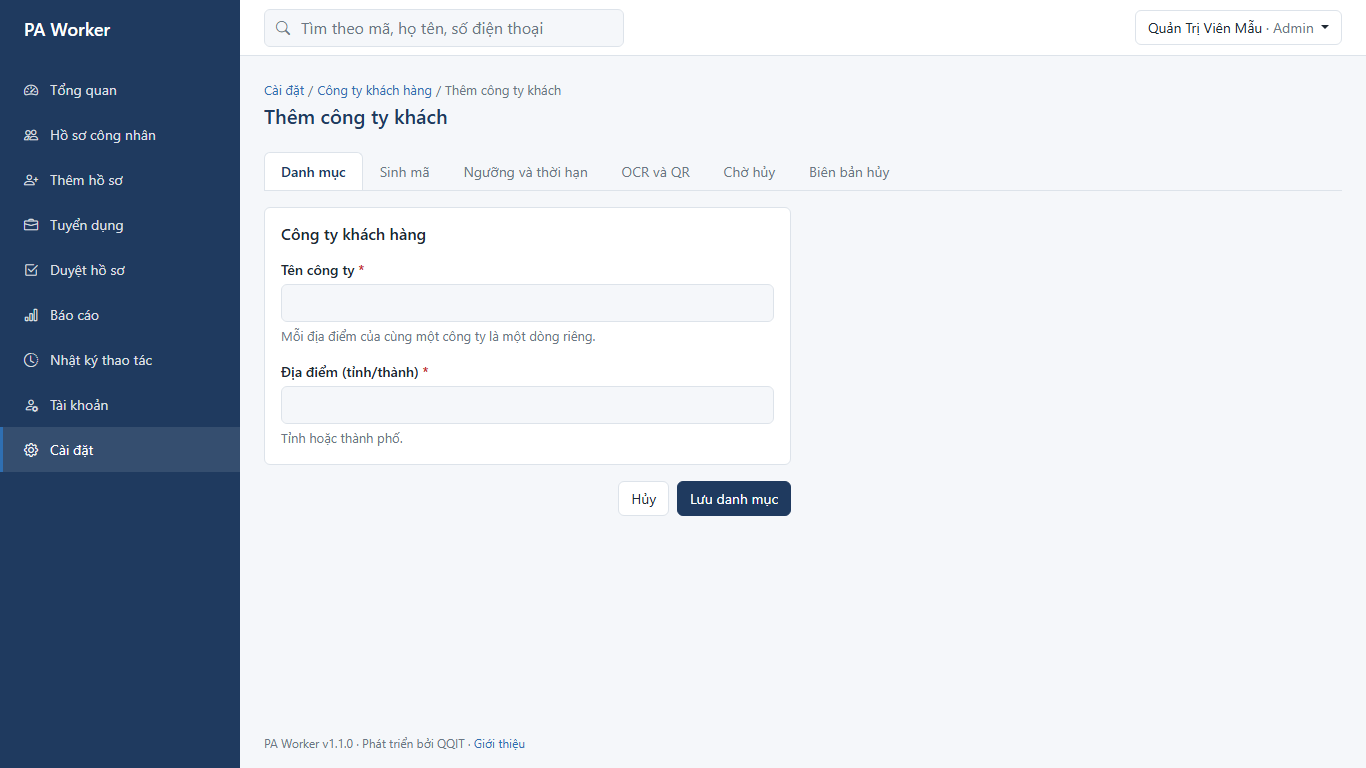 PA Worker
Tìm theo mã, họ tên, số điện thoại
Quản Trị Viên Mẫu · Admin
Tổng quan
Hồ sơ công nhân
Thêm hồ sơ
Tuyển dụng
Duyệt hồ sơ
Báo cáo
Nhật ký thao tác
Tài khoản
Cài đặt
Cài đặt / Công ty khách hàng / Thêm công ty khách
Thêm công ty khách
Danh mục
Sinh mã
Ngưỡng và thời hạn
OCR và QR
Chờ hủy
Biên bản hủy
Công ty khách hàng
Tên công ty *
Mỗi địa điểm của cùng một công ty là một dòng riêng.
Địa điểm (tỉnh/thành) *
Tỉnh hoặc thành phố.
Hủy
Lưu danh mục
PA Worker v1.1.0 · Phát triển bởi QQIT · Giới thiệu